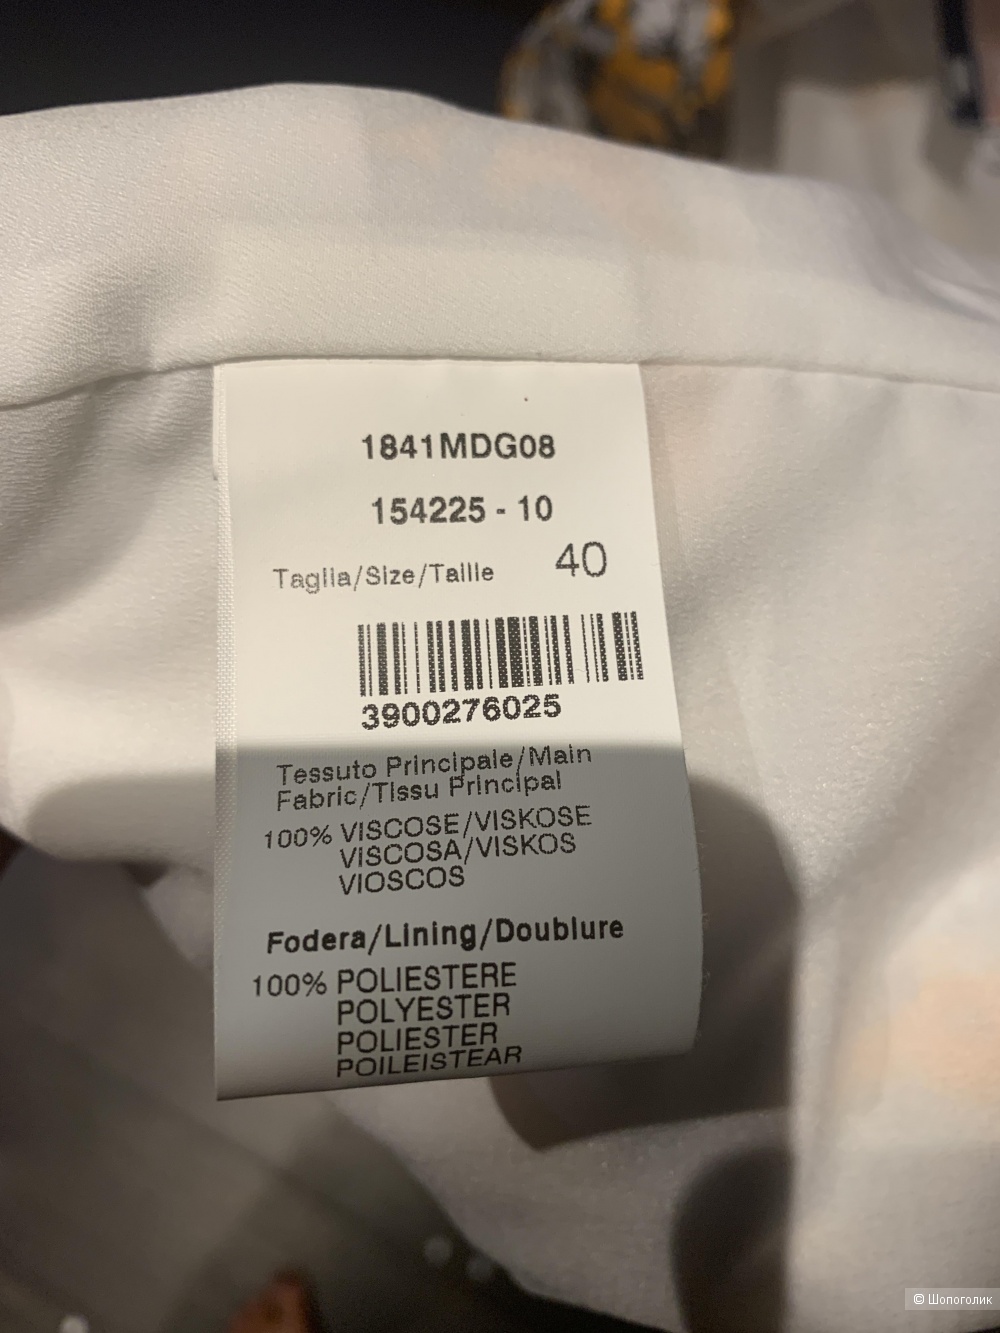 1841MDG08
154225 - 10
Taglia/Size/Taille 40
3900276025
Tessuto Principale/Main
Fabric/Tissu Principal
100% VISCOSE/VISKOSE
VISCOSA/VISKOS
VIOSCOS
Fodera/Lining/Doublure
100% POLIESTERE
POLYESTER
POLIESTER
POILEISTEAR
© Шопоголик